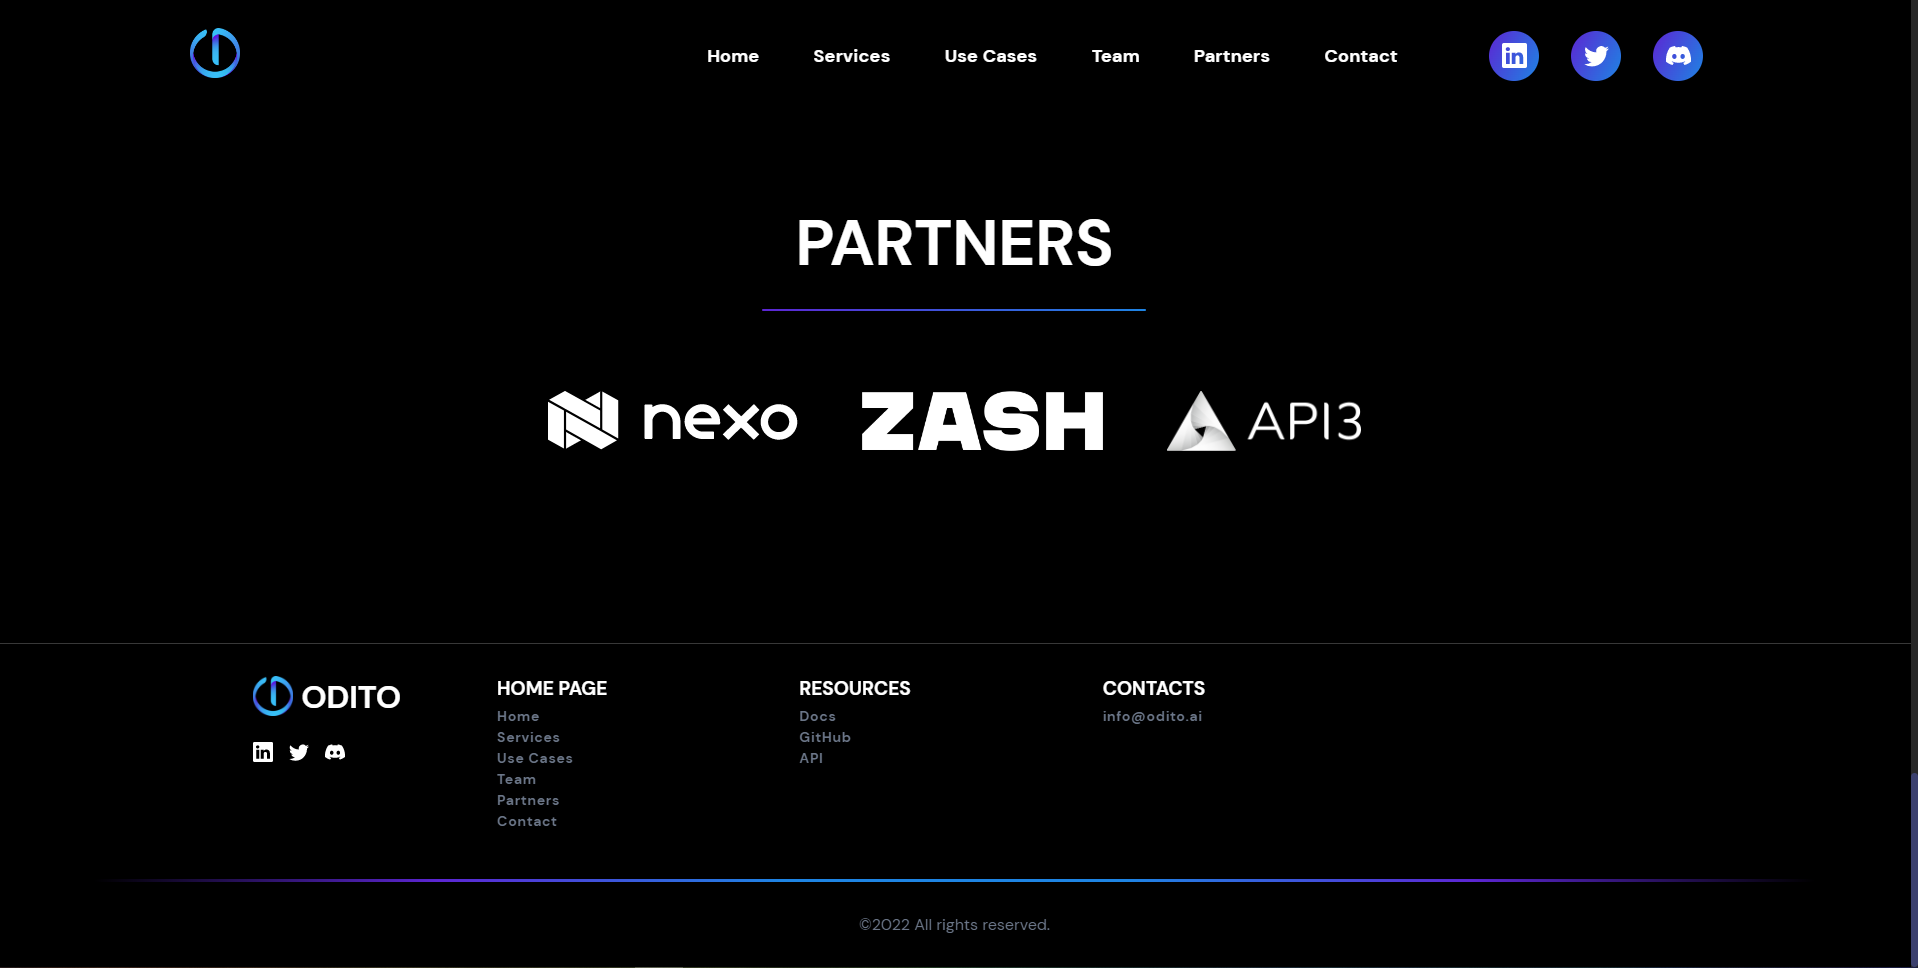 Home Services Use Cases Team Partners Contact
PARTNERS
nexo ZASH API3
ODITO
HOME PAGE
Home
Services
Use Cases
Team
Partners
Contact
RESOURCES
Docs
GitHub
API
CONTACTS
info@odito.ai
©2022 All rights reserved.